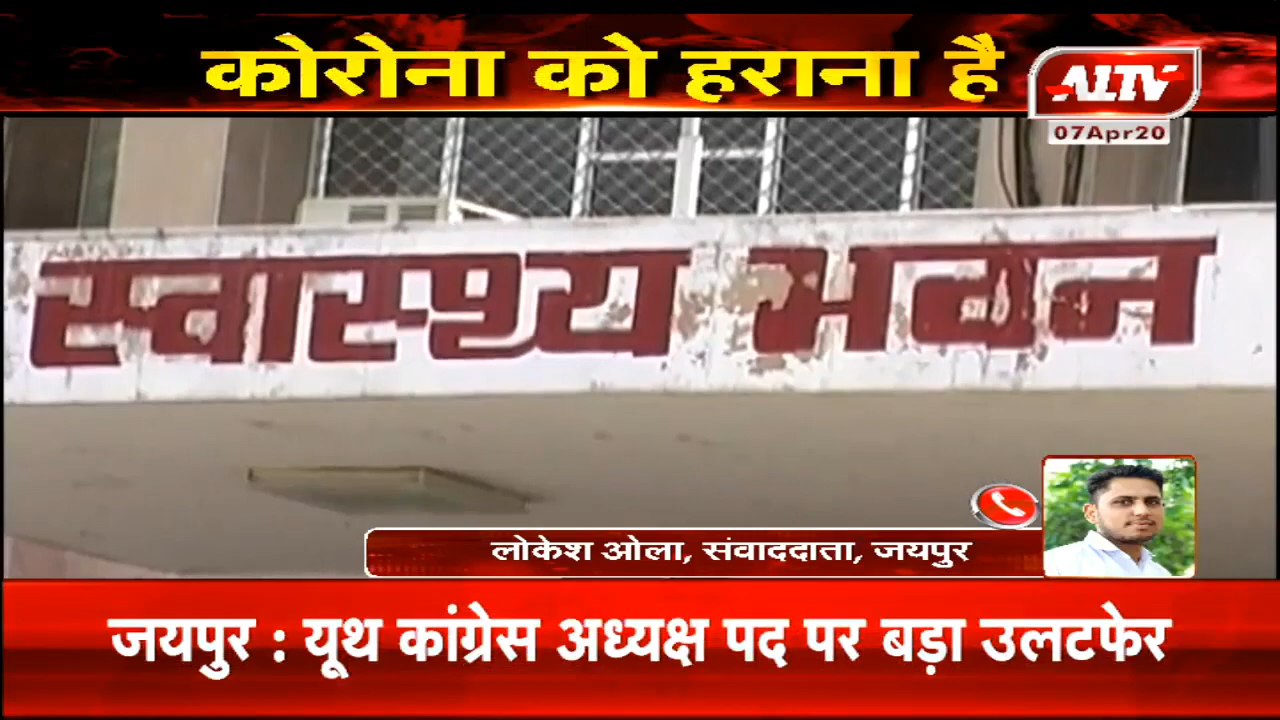 कोरोना को हराना है
ALTV
07Apr20
स्वास्थ्य भवन
लोकेश ओला, संवाददाता, जयपुर
जयपुर : यूथ कांग्रेस अध्यक्ष पद पर बड़ा उलटफेर